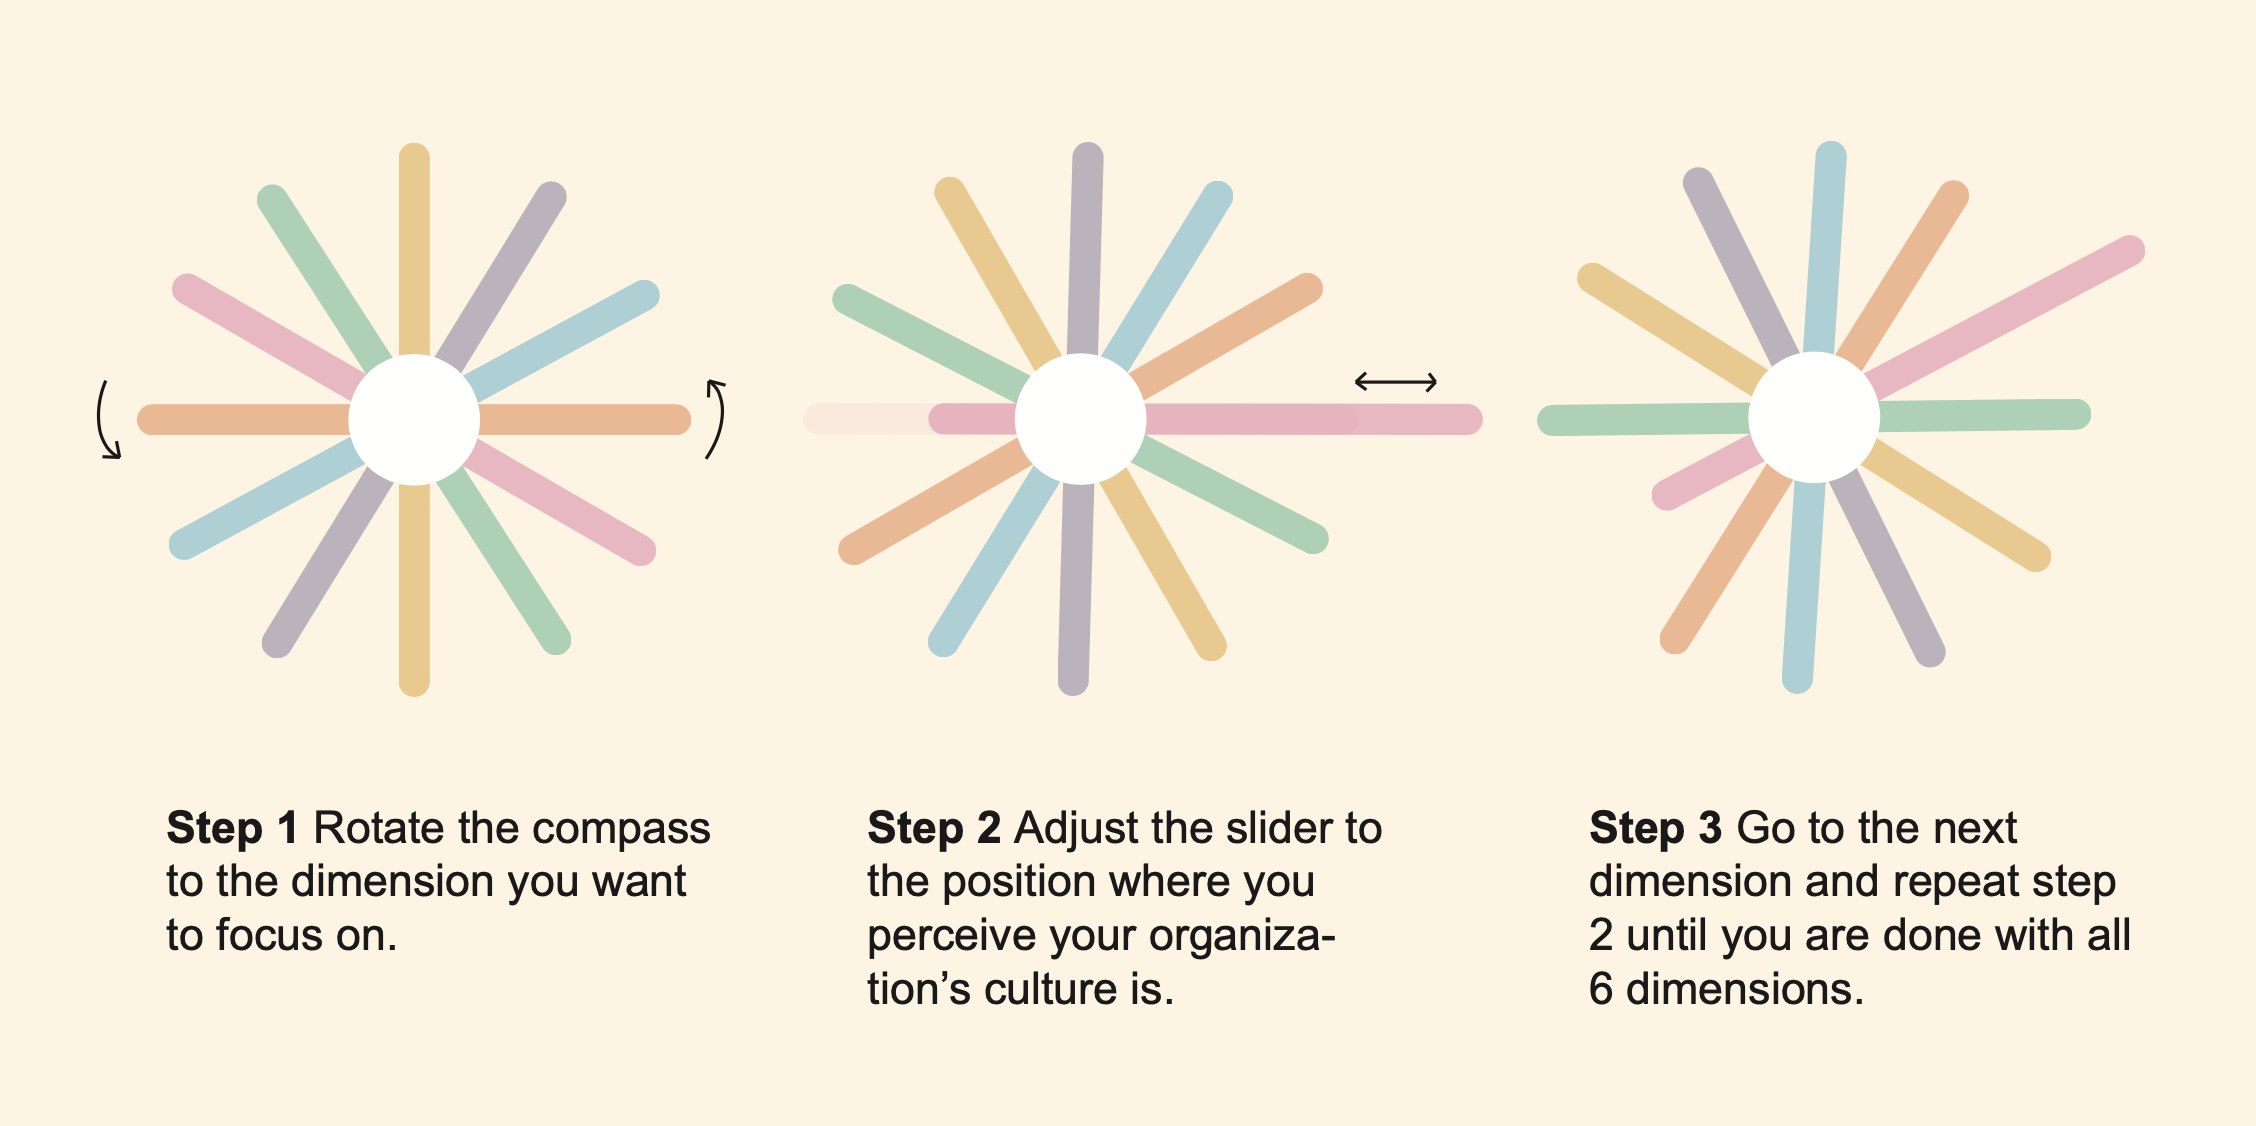 Step 1 Rotate the compass
to the dimension you want
to focus on.
Step 2 Adjust the slider to
the position where you
perceive your organiza-
tion’s culture is.
Step 3 Go to the next
dimension and repeat step
2 until you are done with all
6 dimensions.